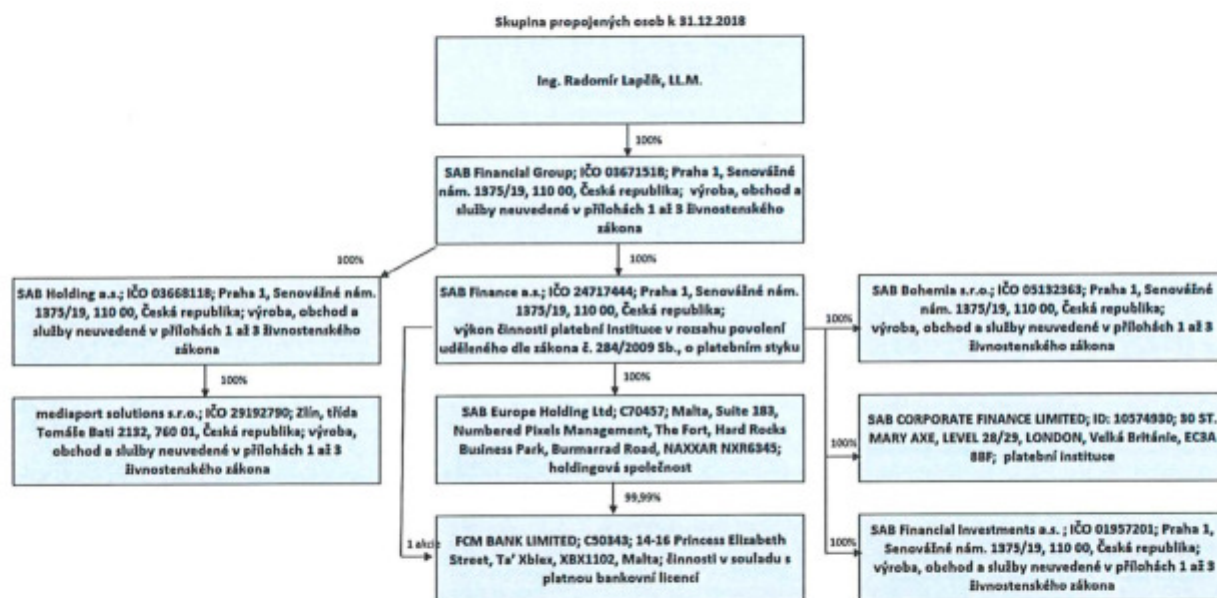 Skupina propojených osob k 31.12.2018
Ing. Radomír Lapčík, LL.M.
100%
SAB Financial Group; IČO 03671518; Praha 1, Senovážné
nám. 1375/19, 110 00, Česká republika; výroba, obchod a
služby neuvedené v přílohách 1 až 3 živnostenského
zákona
100%
100%
SAB Holding a.s.; IČO 03668118; Praha 1, Senovážné nám.
1375/19, 110 00, Česká republika; výroba, obchod a
služby neuvedené v přílohách 1 až 3 živnostenského
zákona
SAB Finance a.s.; IČO 24717444; Praha 1, Senovážné nám.
1375/19, 110 00, Česká republika;
výkon činnosti platební instituce v rozsahu povolení
uděleného dle zákona č. 284/2009 Sb., o platebním styku
100%
SAB Bohemia s.r.o.; IČO 05132363; Praha 1, Senovážné
nám. 1375/19, 110 00, Česká republika;
výroba, obchod a služby neuvedené v přílohách 1 až 3
živnostenského zákona
100%
100%
mediaport solutions s.r.o.; IČO 29192790; Zlín, třída
Tomáše Bati 2132, 760 01, Česká republika; výroba,
obchod a služby neuvedené v přílohách 1 až 3
živnostenského zákona
SAB Europe Holding Ltd; C70457; Malta, Suite 183,
Numbered Pixels Management, The Fort, Hard Rocks
Business Park, Burmarrad Road, NAXXAR NXR6345;
holdingová společnost
100%
SAB CORPORATE FINANCE LIMITED; ID: 10574930; 30 ST.
MARY AXE, LEVEL 28/29, LONDON, Velká Británie, EC3A
8BF; platební instituce
99,99%
1 akcie
FCM BANK LIMITED; C50343; 14-16 Princess Elizabeth
Street, Ta' Xbiex, XBX1102, Malta; činnosti v souladu s
platnou bankovní licencí
100%
SAB Financial Investments a.s. ; IČO 01957201; Praha 1,
Senovážné nám. 1375/19, 110 00, Česká republika;
výroba, obchod a služby neuvedené v přílohách 1 až 3
živnostenského zákona